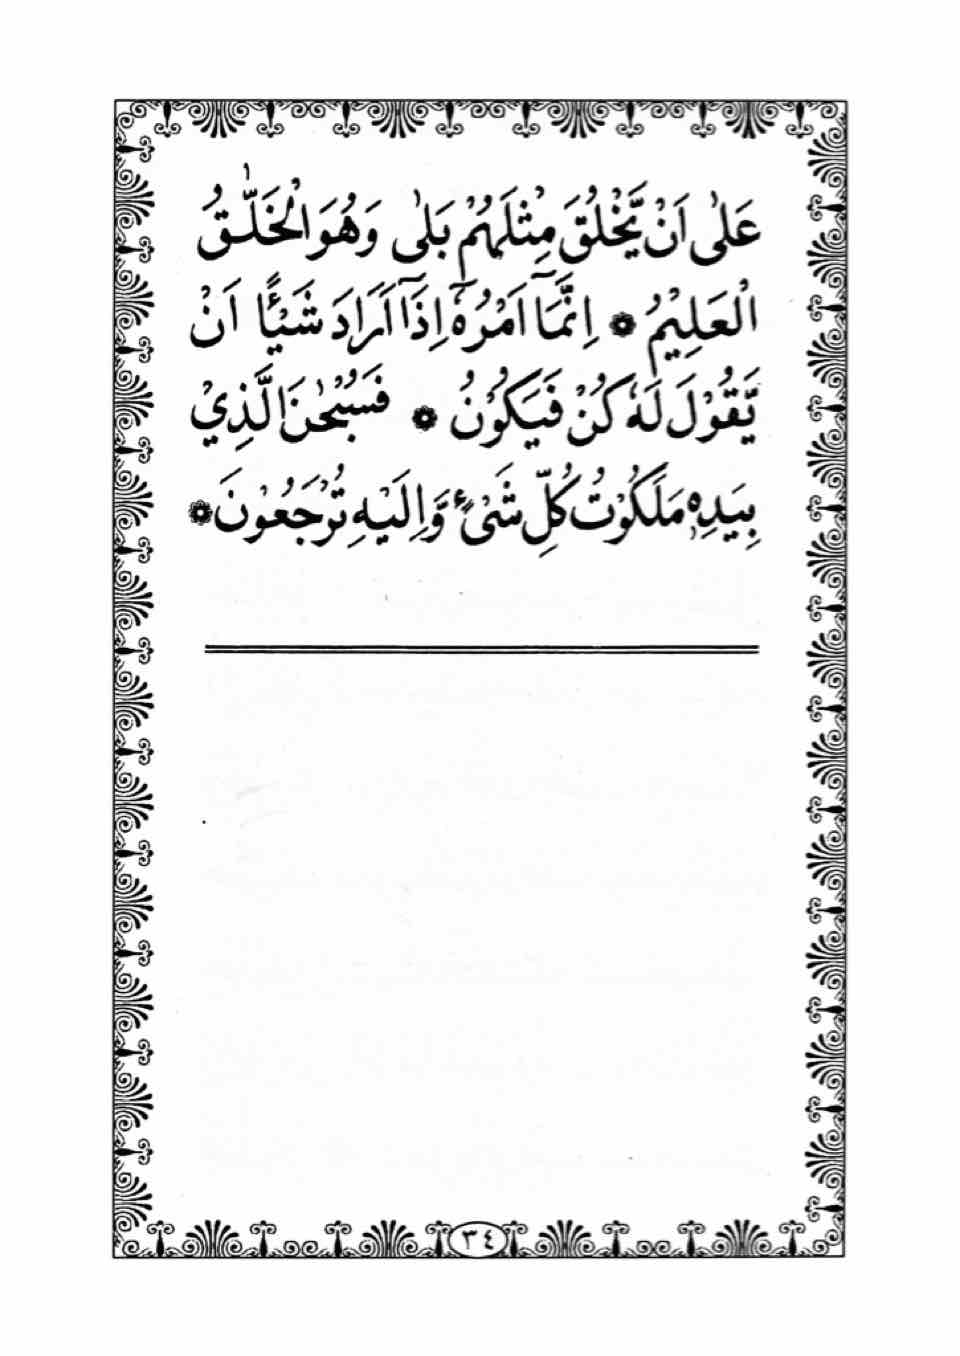 عَلٰى اَنْ يَّخْلُقَ مِثْلَهُمْ بَلٰى وَهُوَ الْخَلّٰقُ
الْعَلِيْمُ ۞ اِنَّمَآ اَمْرُهٗٓ اِذَآ اَرَادَ شَيْـًٔا اَنْ
يَّقُوْلَ لَهٗ كُنْ فَيَكُوْنُ ۞ فَسُبْحٰنَ الَّذِيْ
بِيَدِهٖ مَلَكُوْتُ كُلِّ شَىْءٍ وَّاِلَيْهِ تُرْجَعُوْنَ ۞
٣٤